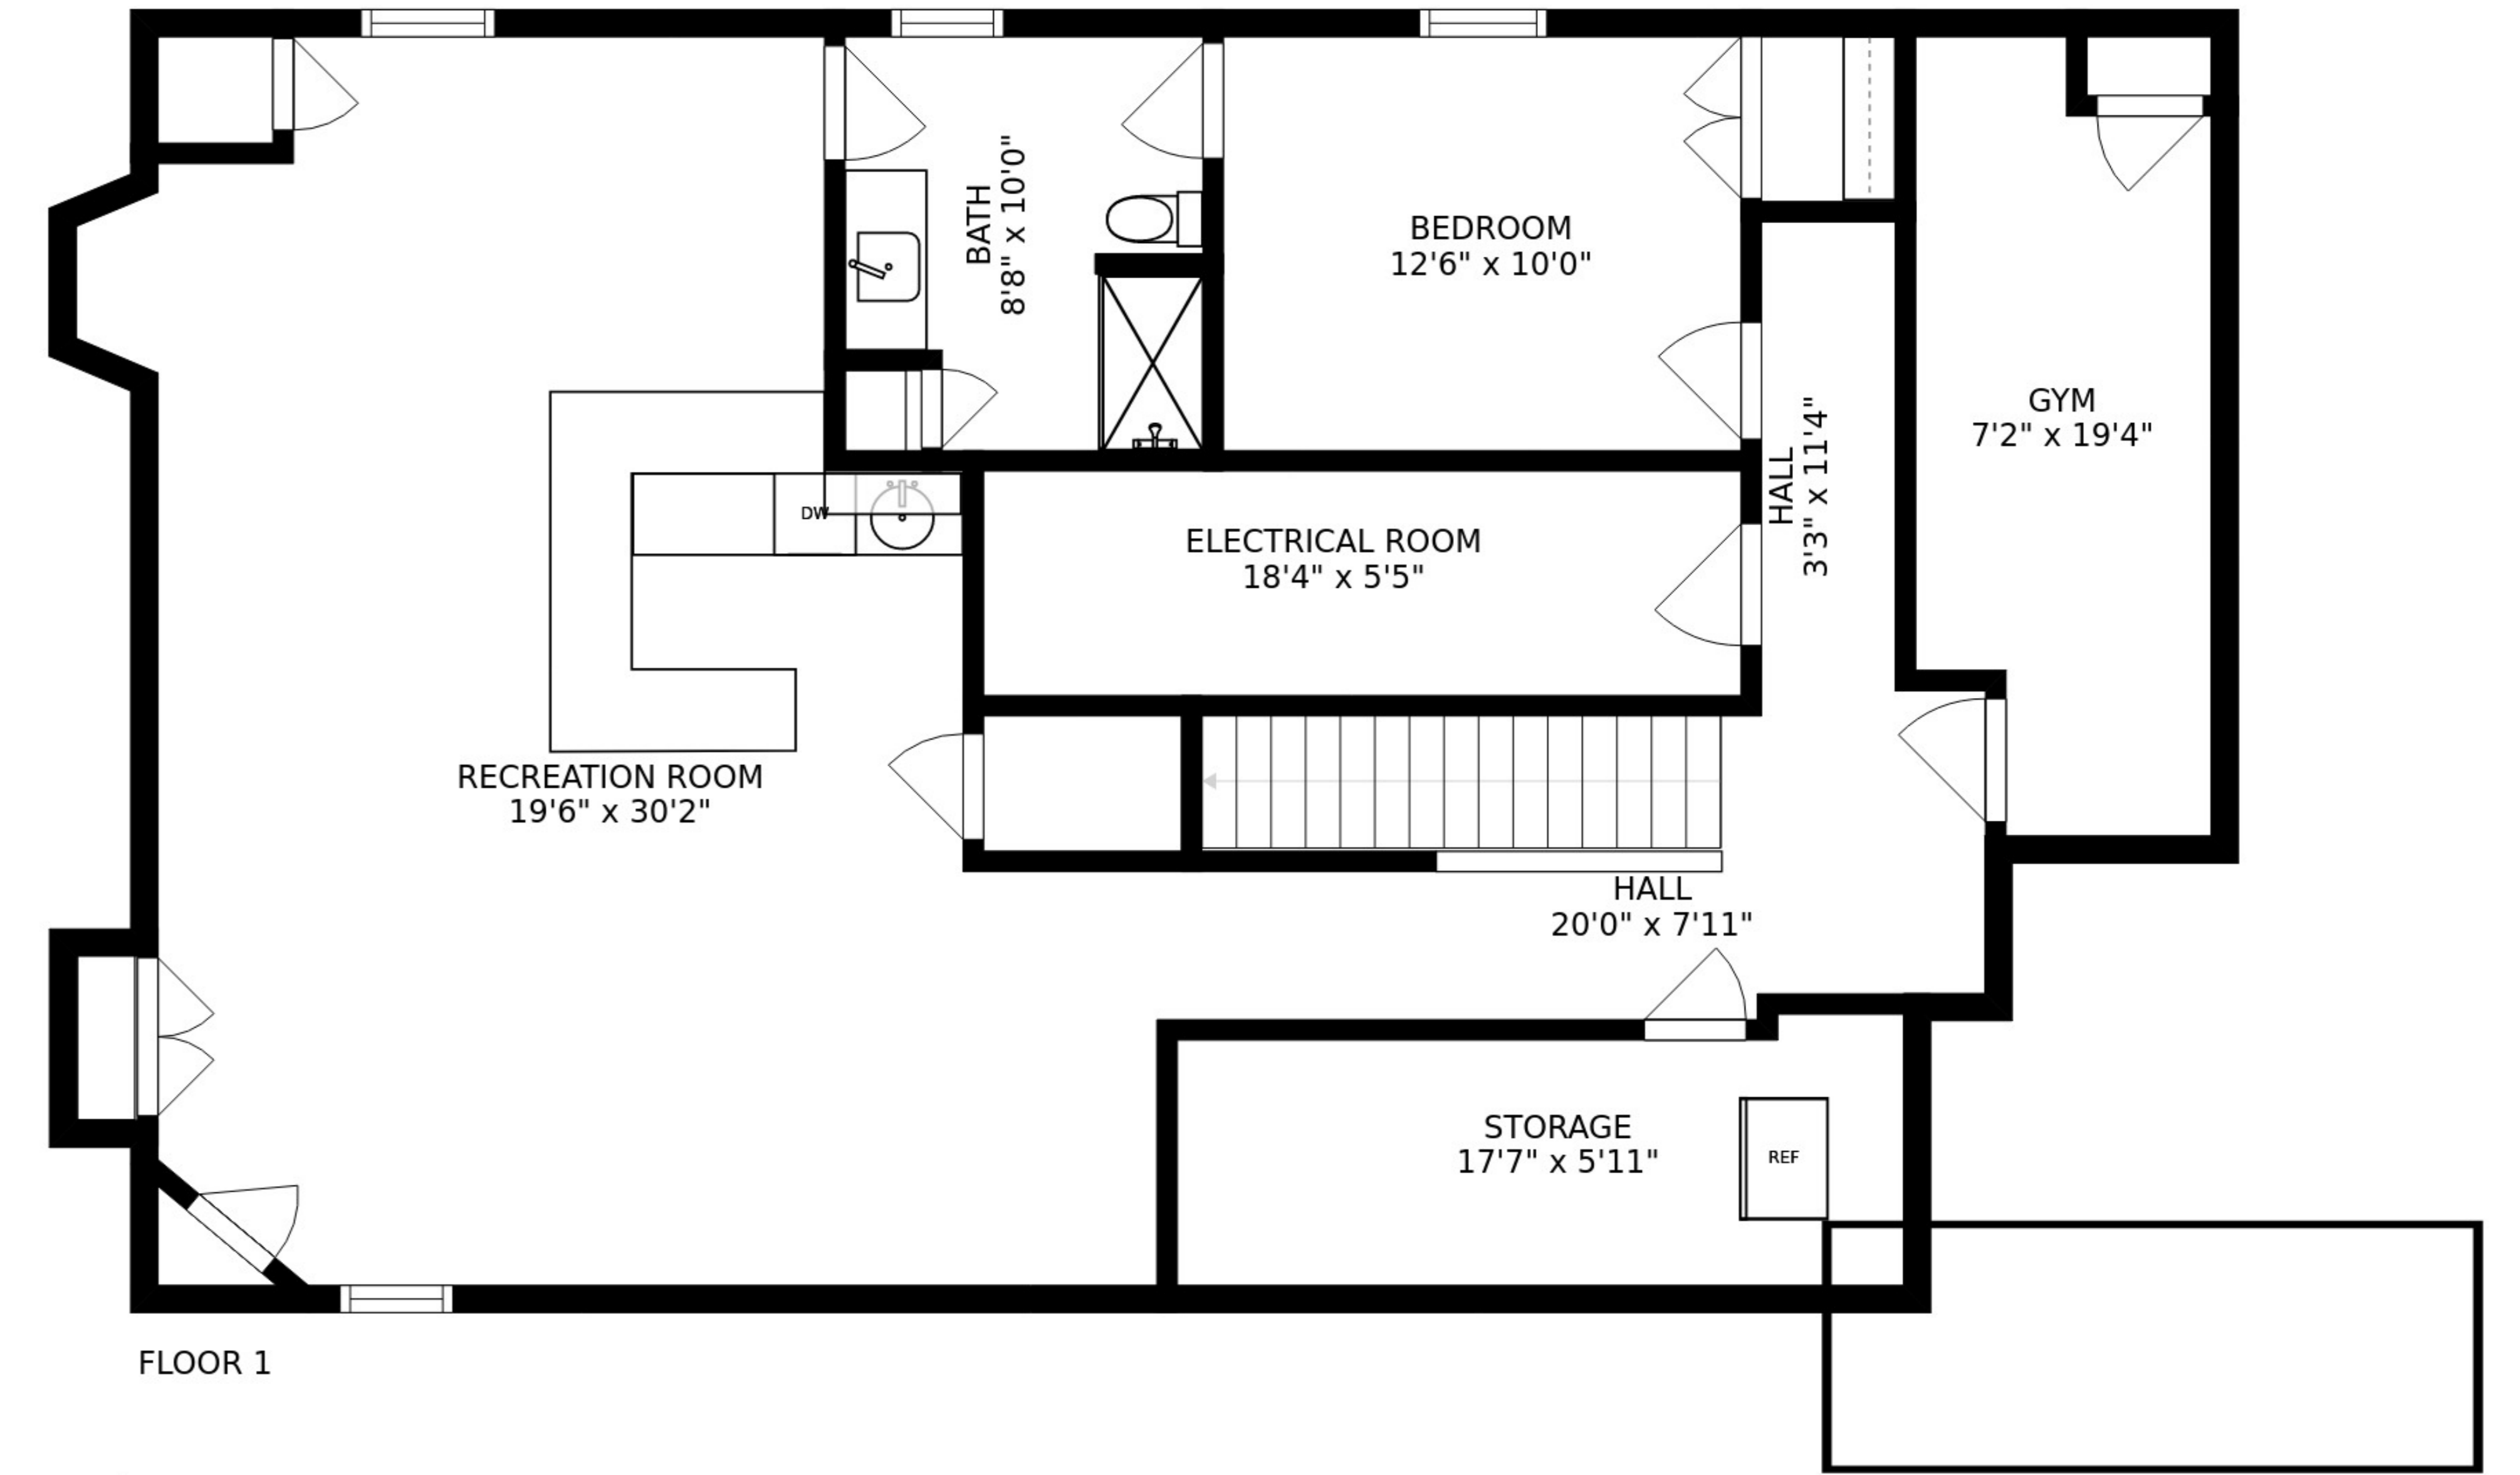 BATH
8'8" x 10'0"
BEDROOM
12'6" x 10'0"
GYM
7'2" x 19'4"
HALL
3'3" x 11'4"
DW
ELECTRICAL ROOM
18'4" x 5'5"
RECREATION ROOM
19'6" x 30'2"
HALL
20'0" x 7'11"
STORAGE
17'7" x 5'11"
REF
FLOOR 1